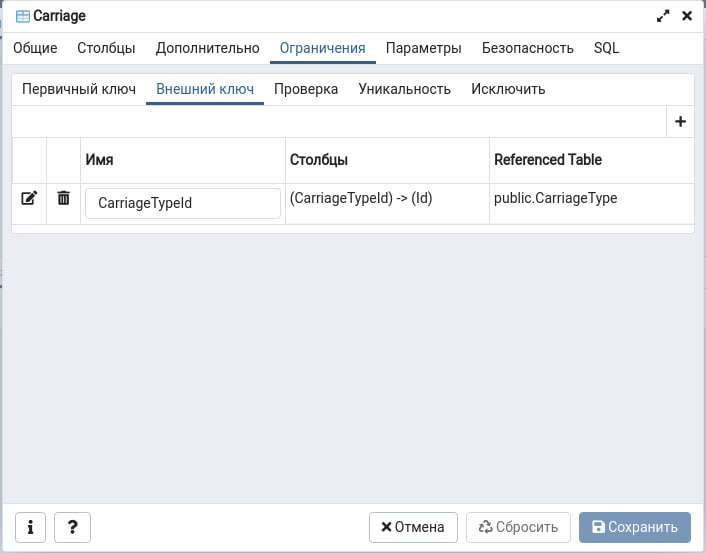 Carriage
Общие Столбцы Дополнительно Ограничения Параметры Безопасность SQL
Первичный ключ Внешний ключ Проверка Уникальность Исключить
+
Имя Столбцы Referenced Table
CarriageTypeId (CarriageTypeId) -> (Id) public.CarriageType
i ? Отмена Сбросить Сохранить